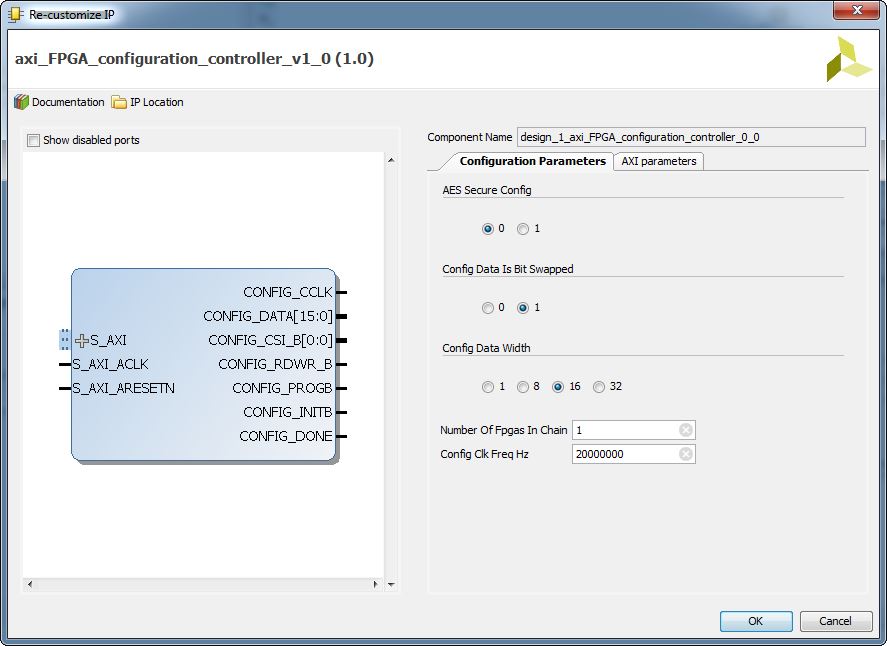 Re-customize IP
axi_FPGA_configuration_controller_v1_0 (1.0)
Documentation IP Location
Show disabled ports
CONFIG_CCLK
CONFIG_DATA[15:0]
S_AXI CONFIG_CSI_B[0:0]
S_AXI_ACLK CONFIG_RDWR_B
S_AXI_ARESETN CONFIG_PROGB
CONFIG_INITB
CONFIG_DONE
Component Name design_1_axi_FPGA_configuration_controller_0_0
Configuration Parameters AXI parameters
AES Secure Config
0 1
Config Data Is Bit Swapped
0 1
Config Data Width
1 8 16 32
Number Of Fpgas In Chain 1
Config Clk Freq Hz 20000000
OK Cancel